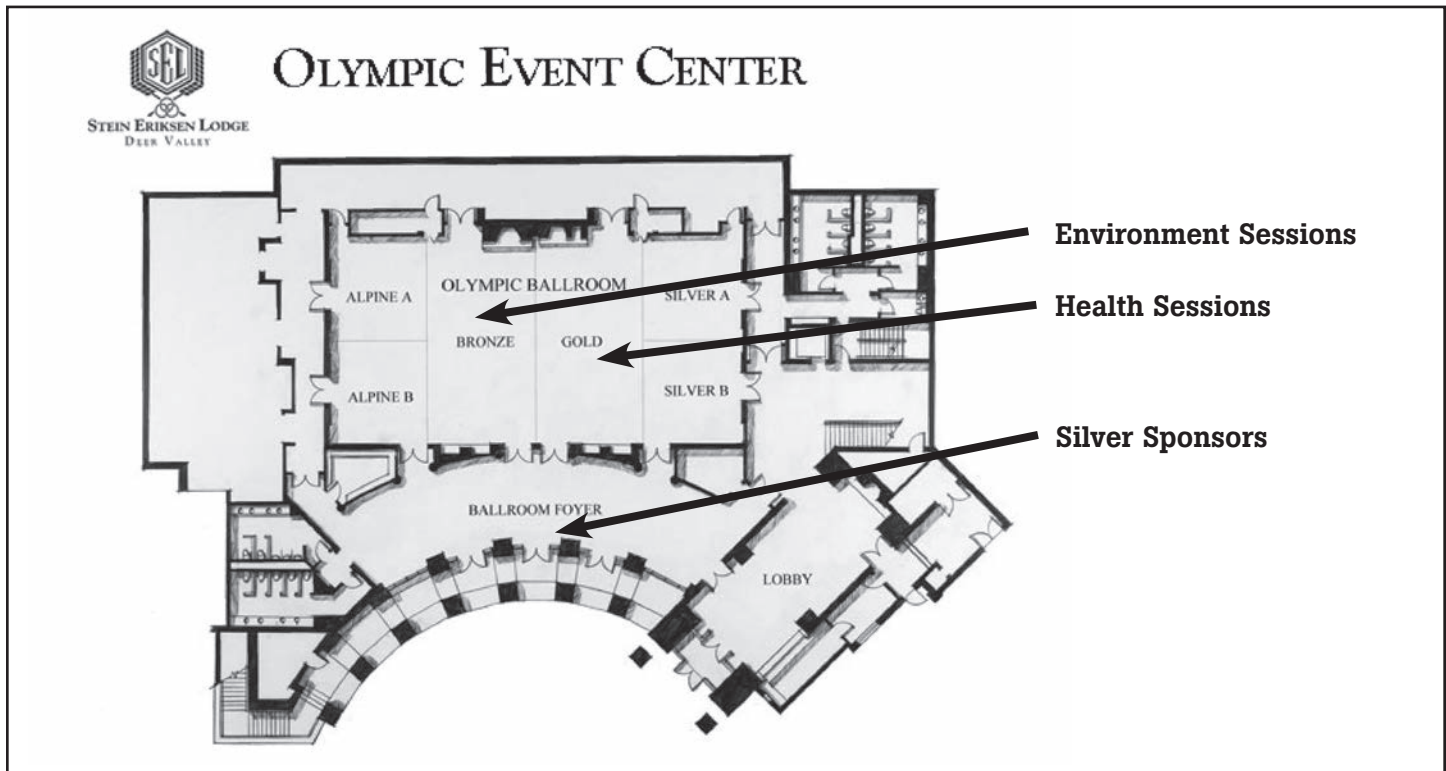 SEL
OLYMPIC EVENT CENTER
STEIN ERIKSEN LODGE
DEER VALLEY
Environment Sessions
OLYMPIC BALLROOM
ALPINE A
SILVER A
Health Sessions
BRONZE
GOLD
ALPINE B
SILVER B
Silver Sponsors
BALLROOM FOYER
LOBBY